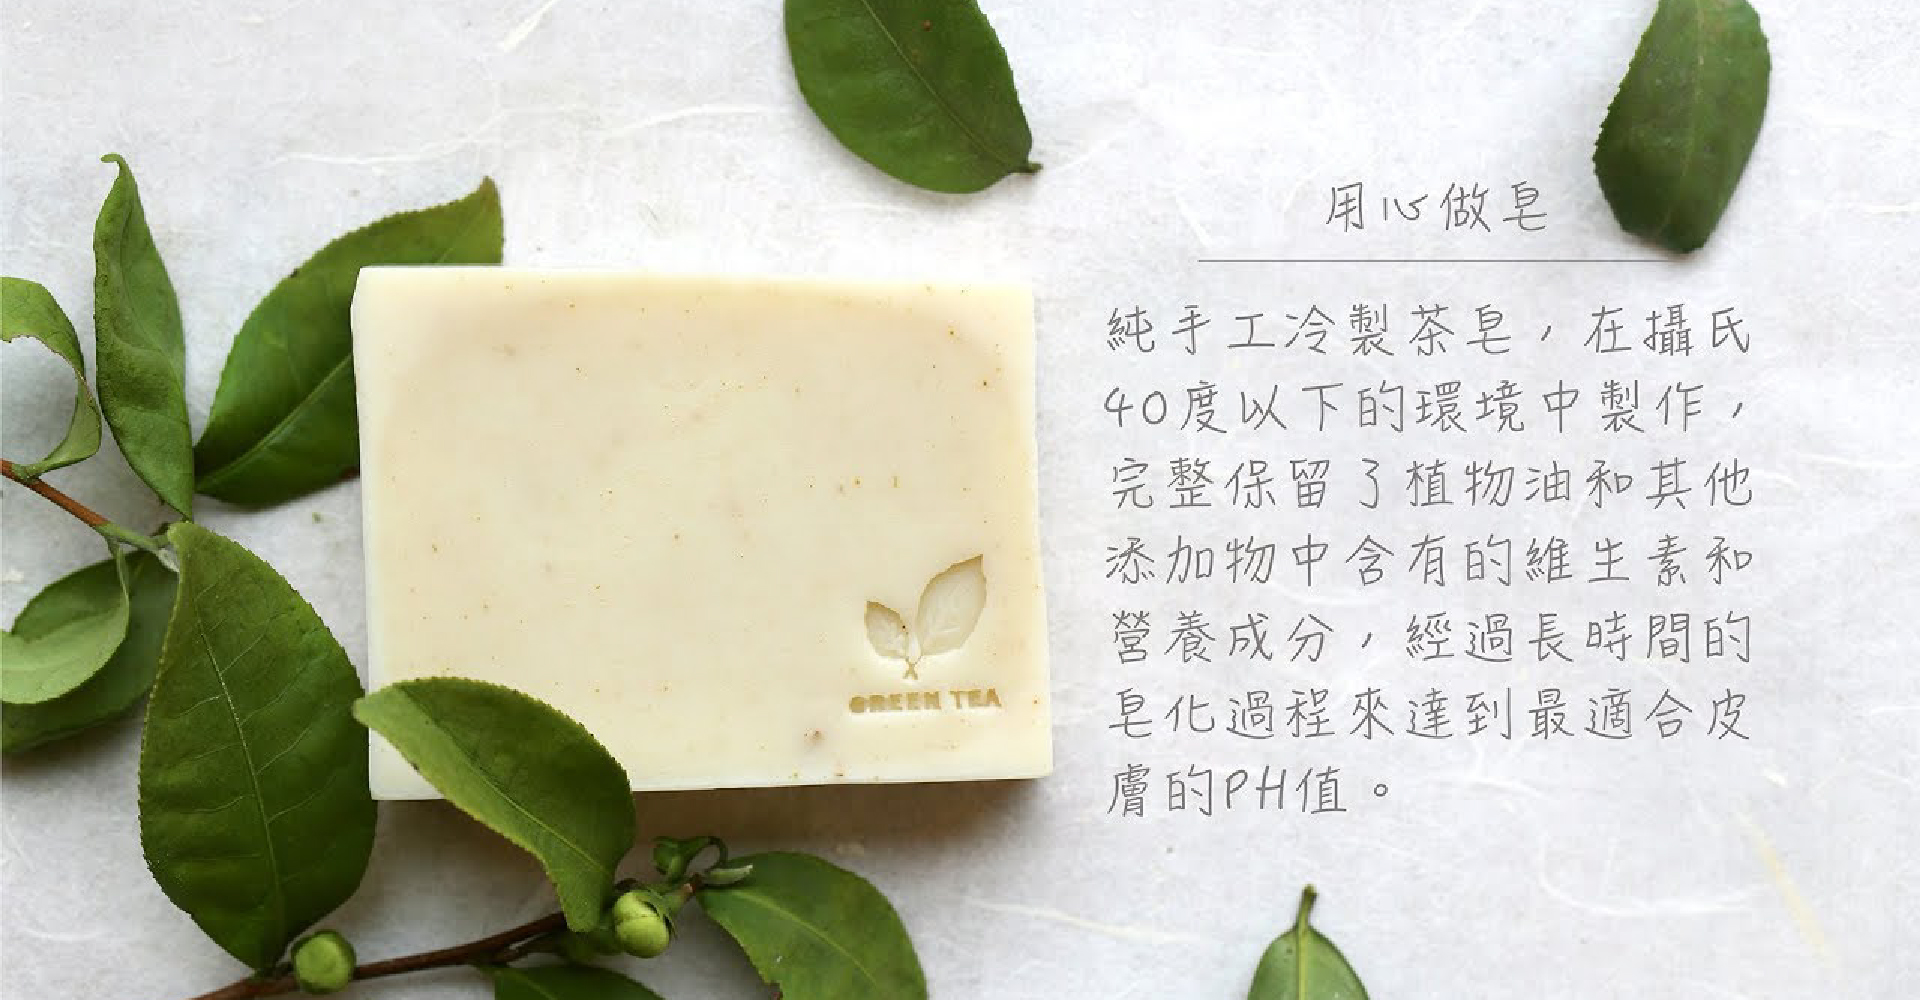 用心做皂
純手工冷製茶皂，在攝氏
40度以下的環境中製作，
完整保留了植物油和其他
添加物中含有的維生素和
營養成分，經過長時間的
皂化過程來達到最適合皮
膚的PH值。
GREEN TEA